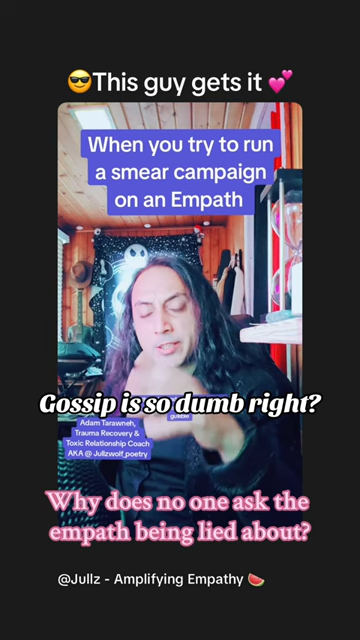 😎This guy gets it 💕
When you try to run
a smear campaign
on an Empath
Gossip is so dumb right?
Adam Tarawneh,
Trauma Recovery &
Toxic Relationship Coach
AKA @ Jullzwolf_poetry
Why does no one ask the
empath being lied about?
@Jullz - Amplifying Empathy 🍉